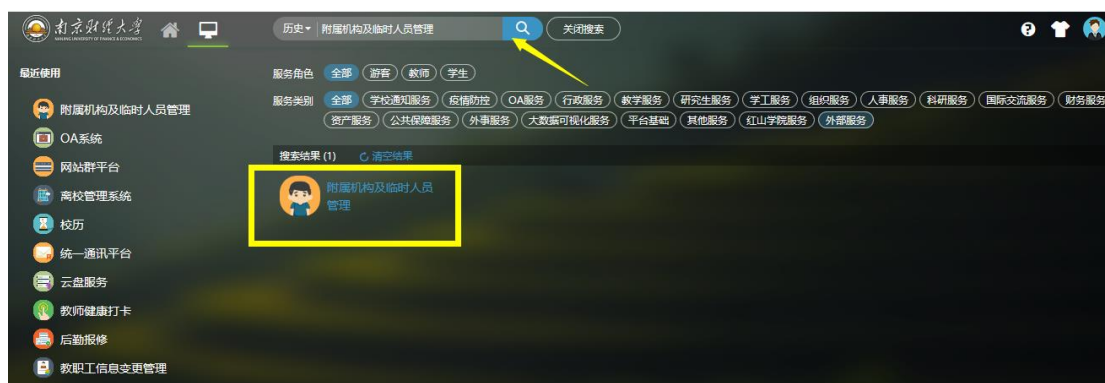 南京财经大学
NANJING UNIVERSITY OF FINANCE & ECONOMICS
历史 附属机构及临时人员管理 关闭搜索
最近使用
附属机构及临时人员管理
OA系统
网站群平台
离校管理系统
校历
统一通讯平台
云盘服务
教师健康打卡
后勤报修
教职工信息变更管理
服务角色 全部 游客 教师 学生
服务类别 全部 学校通知服务 疫情防控 OA服务 行政服务 教学服务 研究生服务 学工服务 组织服务 人事服务 科研服务 国际交流服务 财务服务
资产服务 公共保障服务 外事服务 大数据可视化服务 平台基础 其他服务 红山学院服务 外部服务
搜索结果 (1) 清空结果
附属机构及临时人员
管理